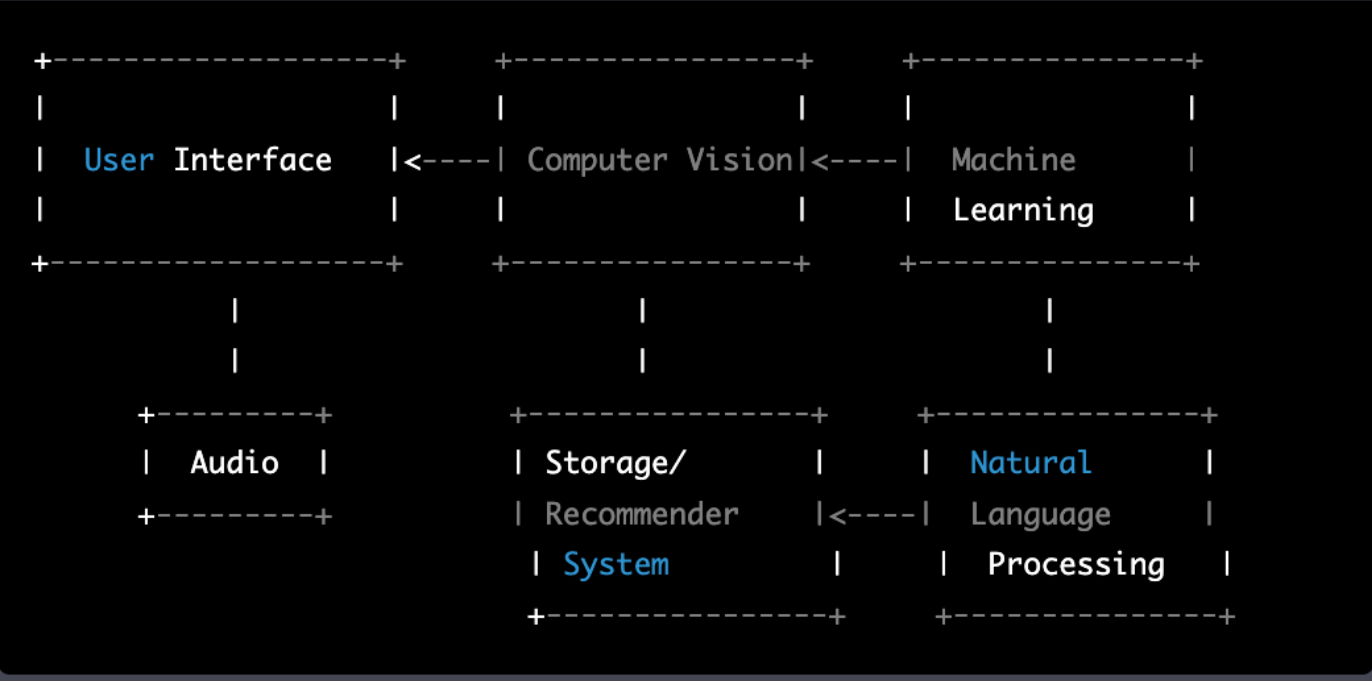 +-------------------+     +----------------+     +---------------+
|                   |     |                |     |               |
|  User Interface   |<----| Computer Vision|<----|  Machine      |
|                   |     |                |     |  Learning     |
+-------------------+     +----------------+     +---------------+
          |                       |                      |
          |                       |                      |
     +---------+          +----------------+     +---------------+
     |  Audio  |          | Storage/       |     |  Natural      |
     +---------+          | Recommender    |<----|  Language     |
                           | System         |     |  Processing   |
                           +----------------+     +---------------+